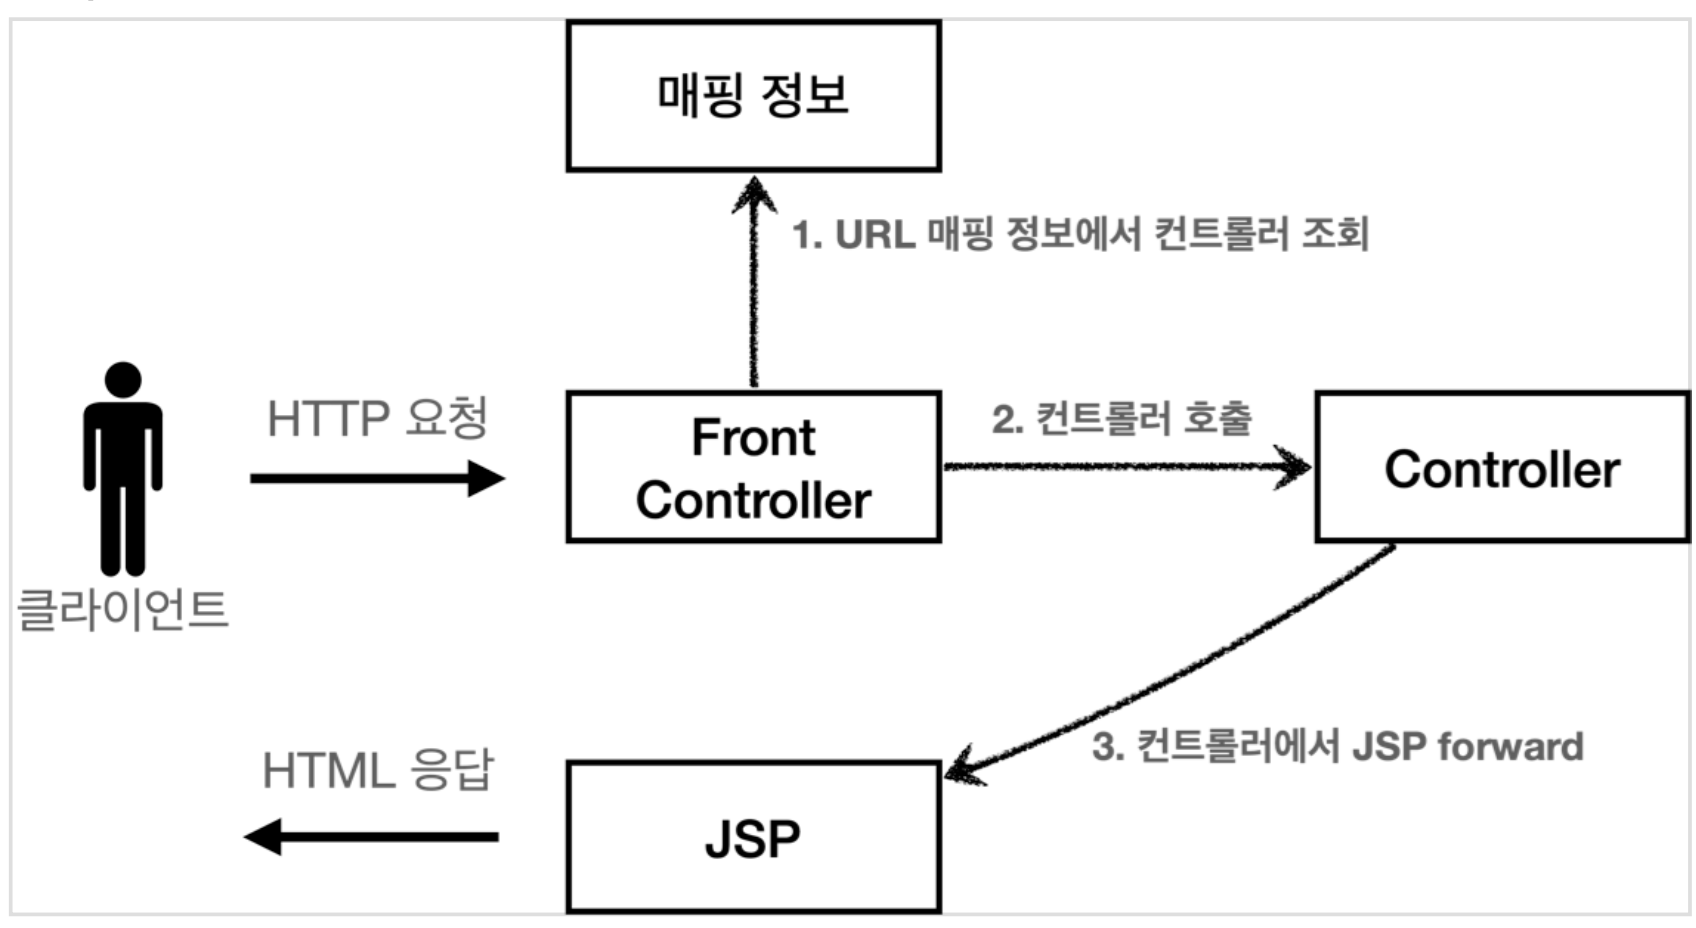 매핑 정보
1. URL 매핑 정보에서 컨트롤러 조회
HTTP 요청
Front
Controller
2. 컨트롤러 호출
Controller
클라이언트
3. 컨트롤러에서 JSP forward
HTML 응답
JSP